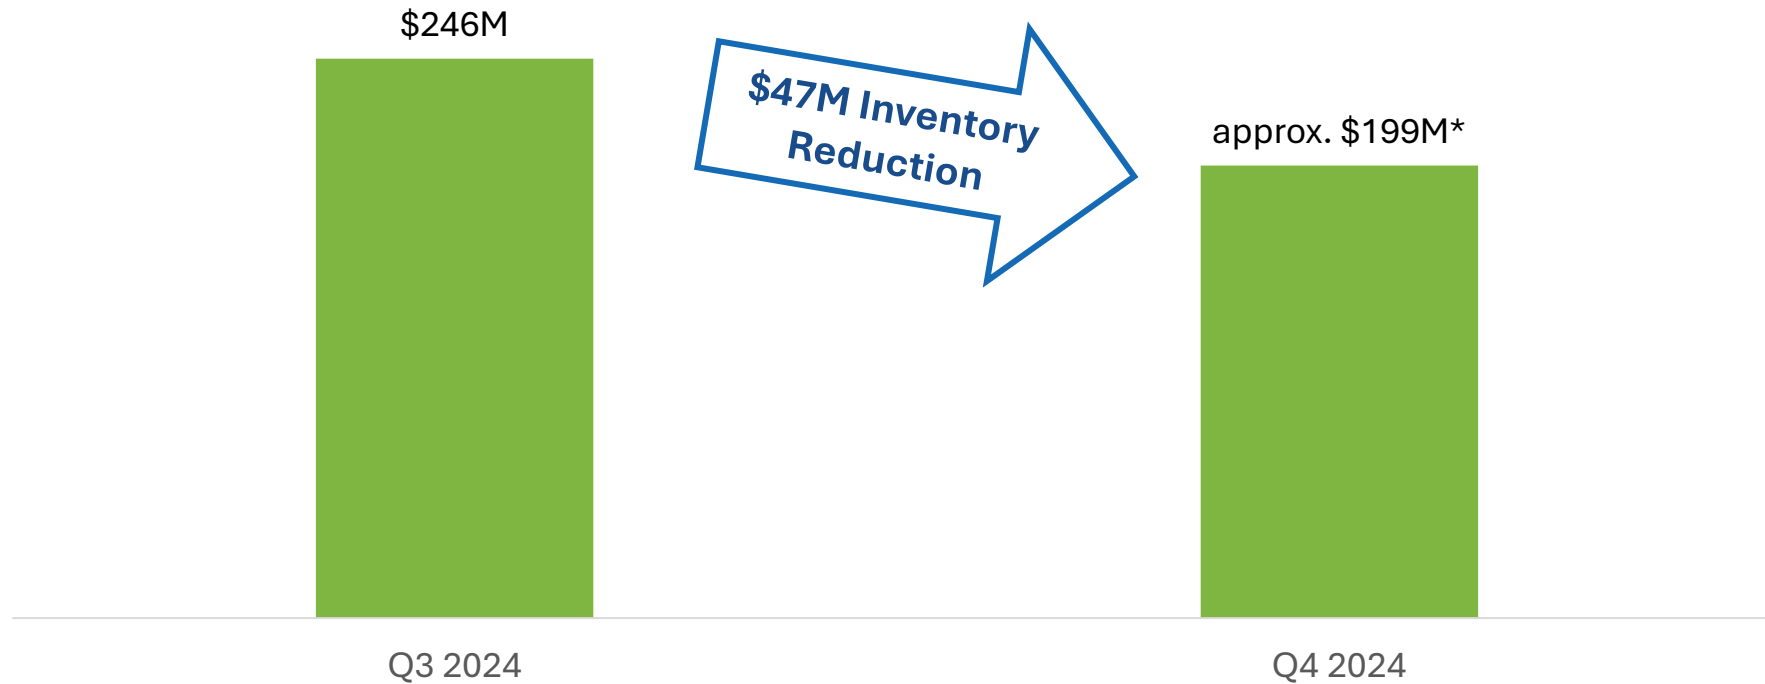 $246M
$47M Inventory
Reduction
approx. $199M*
Q3 2024
Q4 2024